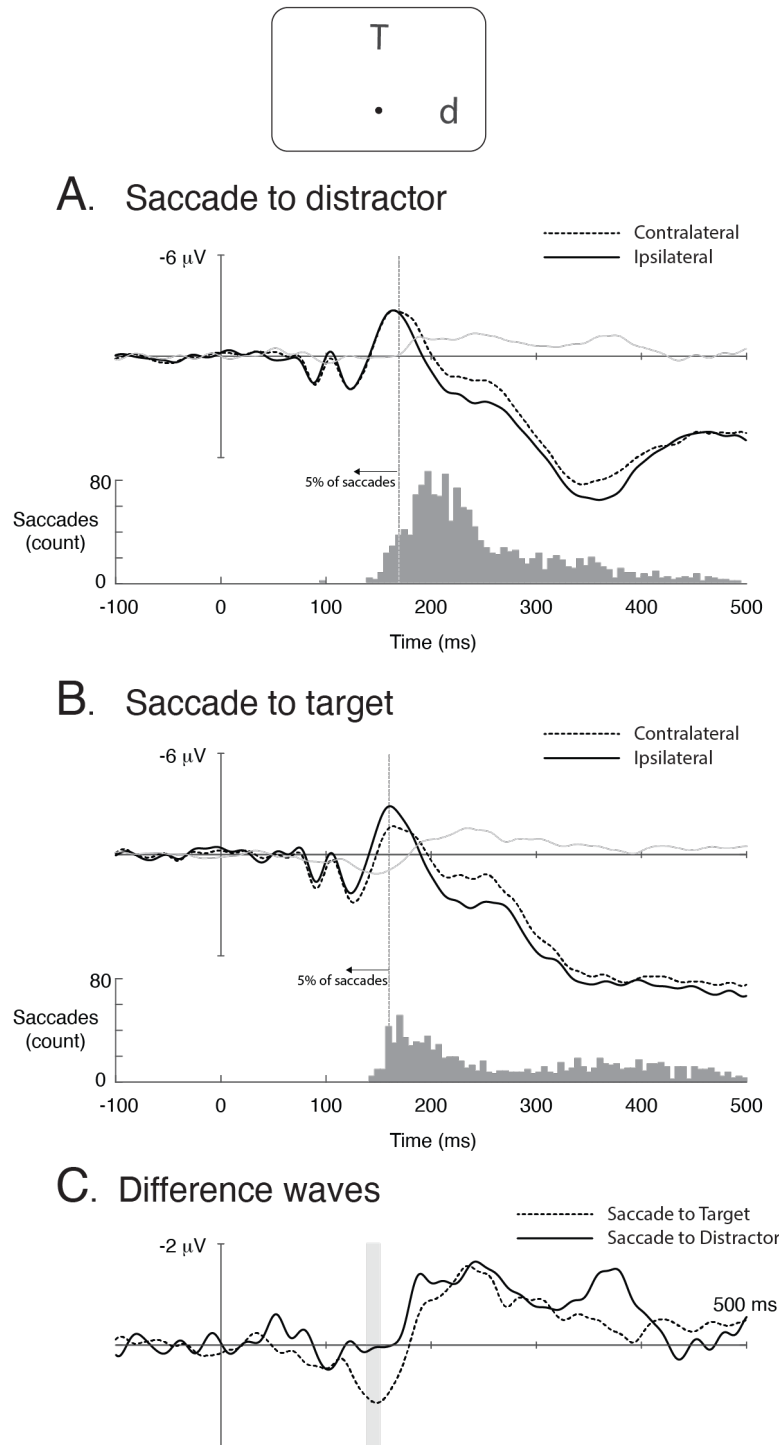 T
d
A. Saccade to distractor
Contralateral
Ipsilateral
-6 µV
5% of saccades
80
Saccades
(count)
0
-100 0 100 200 300 400 500
Time (ms)
B. Saccade to target
Contralateral
Ipsilateral
-6 µV
5% of saccades
80
Saccades
(count)
0
-100 0 100 200 300 400 500
Time (ms)
C. Difference waves
Saccade to Target
Saccade to Distractor
-2 µV
500 ms